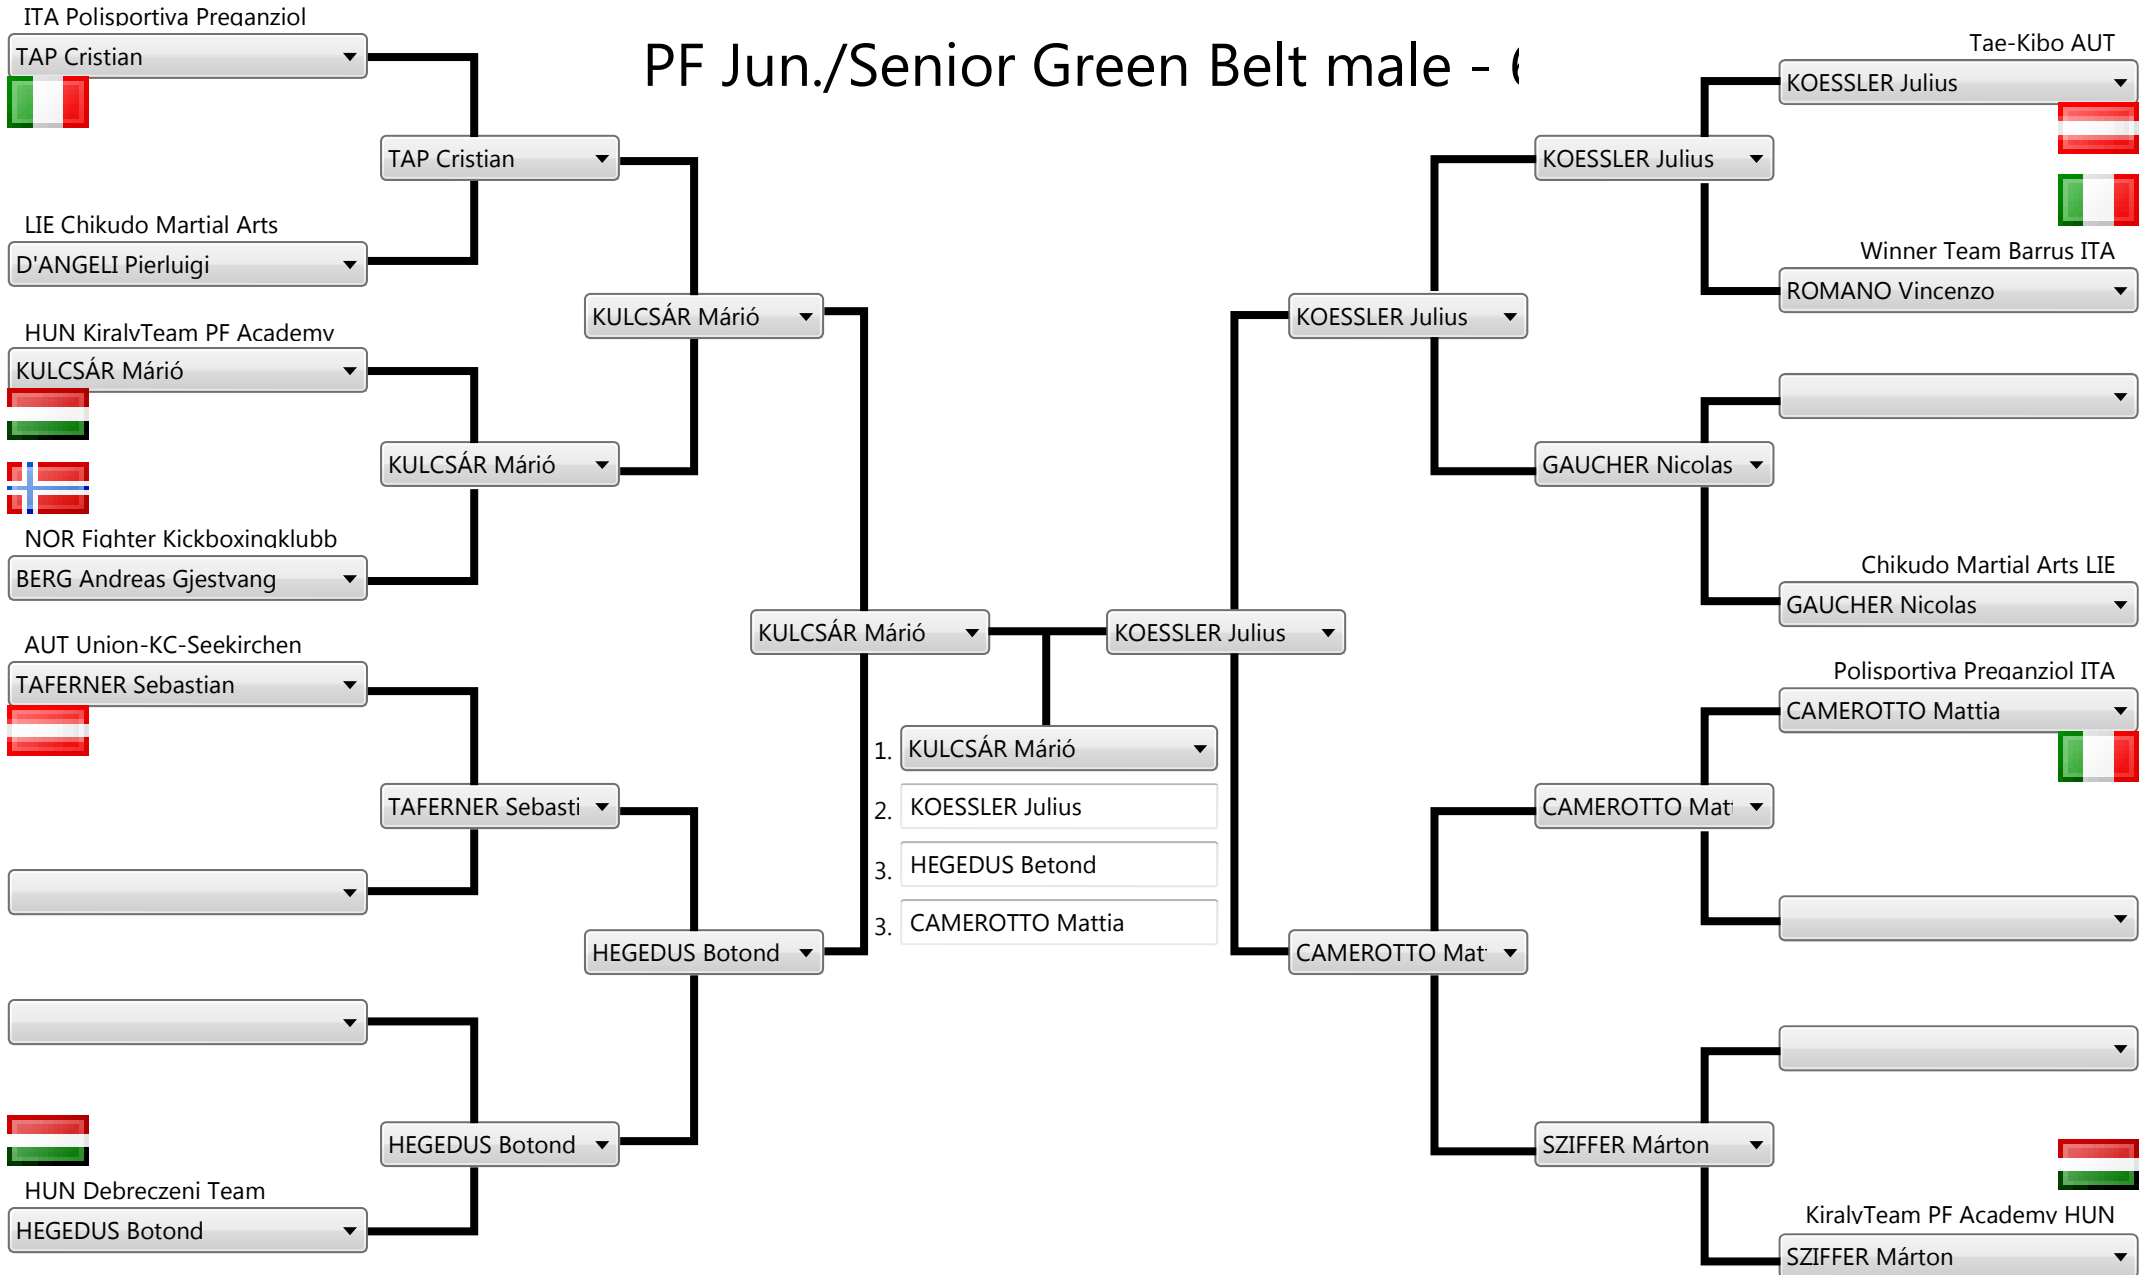 PF Jun./Senior Green Belt male -
ITA Polisportiva Preganziol
TAP Cristian
LIE Chikudo Martial Arts
D'ANGELI Pierluigi
HUN KiralyTeam PF Academy
KULCSÁR Márió
NOR Fighter Kickboxingklubb
BERG Andreas Gjestvang
AUT Union-KC-Seekirchen
TAFERNER Sebastian
HUN Debreczeni Team
HEGEDUS Botond
TAP Cristian
KULCSÁR Márió
TAFERNER Sebasti
HEGEDUS Botond
KULCSÁR Márió
HEGEDUS Botond
KULCSÁR Márió
KOESSLER Julius
1. KULCSÁR Márió
2. KOESSLER Julius
3. HEGEDUS Betond
3. CAMEROTTO Mattia
KOESSLER Julius
CAMEROTTO Mat
KOESSLER Julius
GAUCHER Nicolas
CAMEROTTO Mat
SZIFFER Márton
Tae-Kibo AUT
KOESSLER Julius
Winner Team Barrus ITA
ROMANO Vincenzo
Chikudo Martial Arts LIE
GAUCHER Nicolas
Polisportiva Preganziol ITA
CAMEROTTO Mattia
KiralyTeam PF Academy HUN
SZIFFER Márton